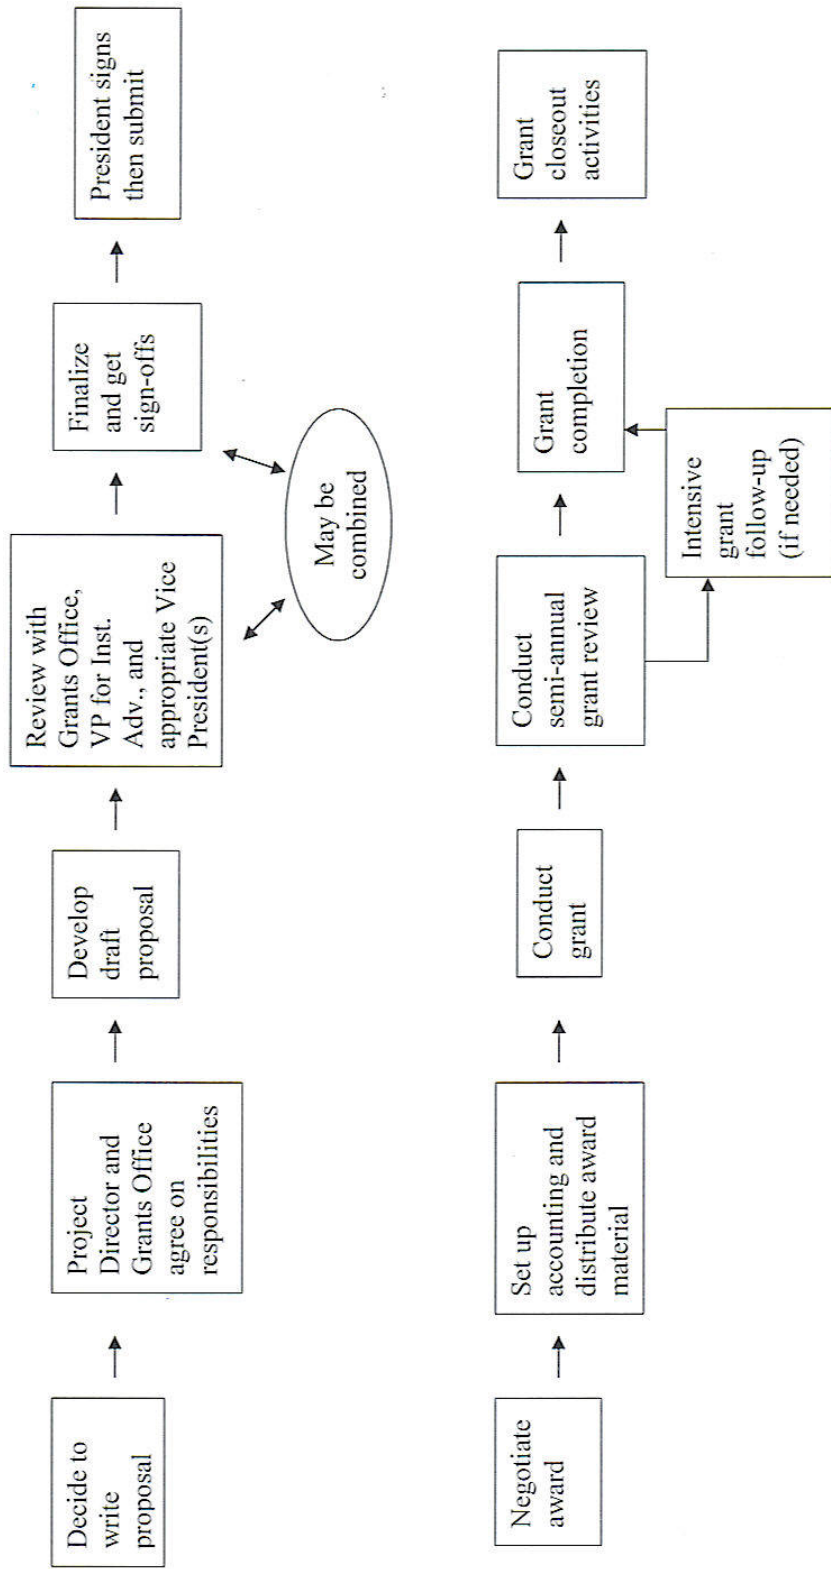 Decide to
write
proposal
Project
Director and
Grants Office
agree on
responsibilities
Develop
draft
proposal
Review with
Grants Office,
VP for Inst.
Adv., and
appropriate Vice
President(s)
Finalize
and get
sign-offs
President signs
then submit
May be
combined
Negotiate
award
Set up
accounting and
distribute award
material
Conduct
grant
Conduct
semi-annual
grant review
Grant
completion
Grant
closeout
activities
Intensive
grant
follow-up
(if needed)